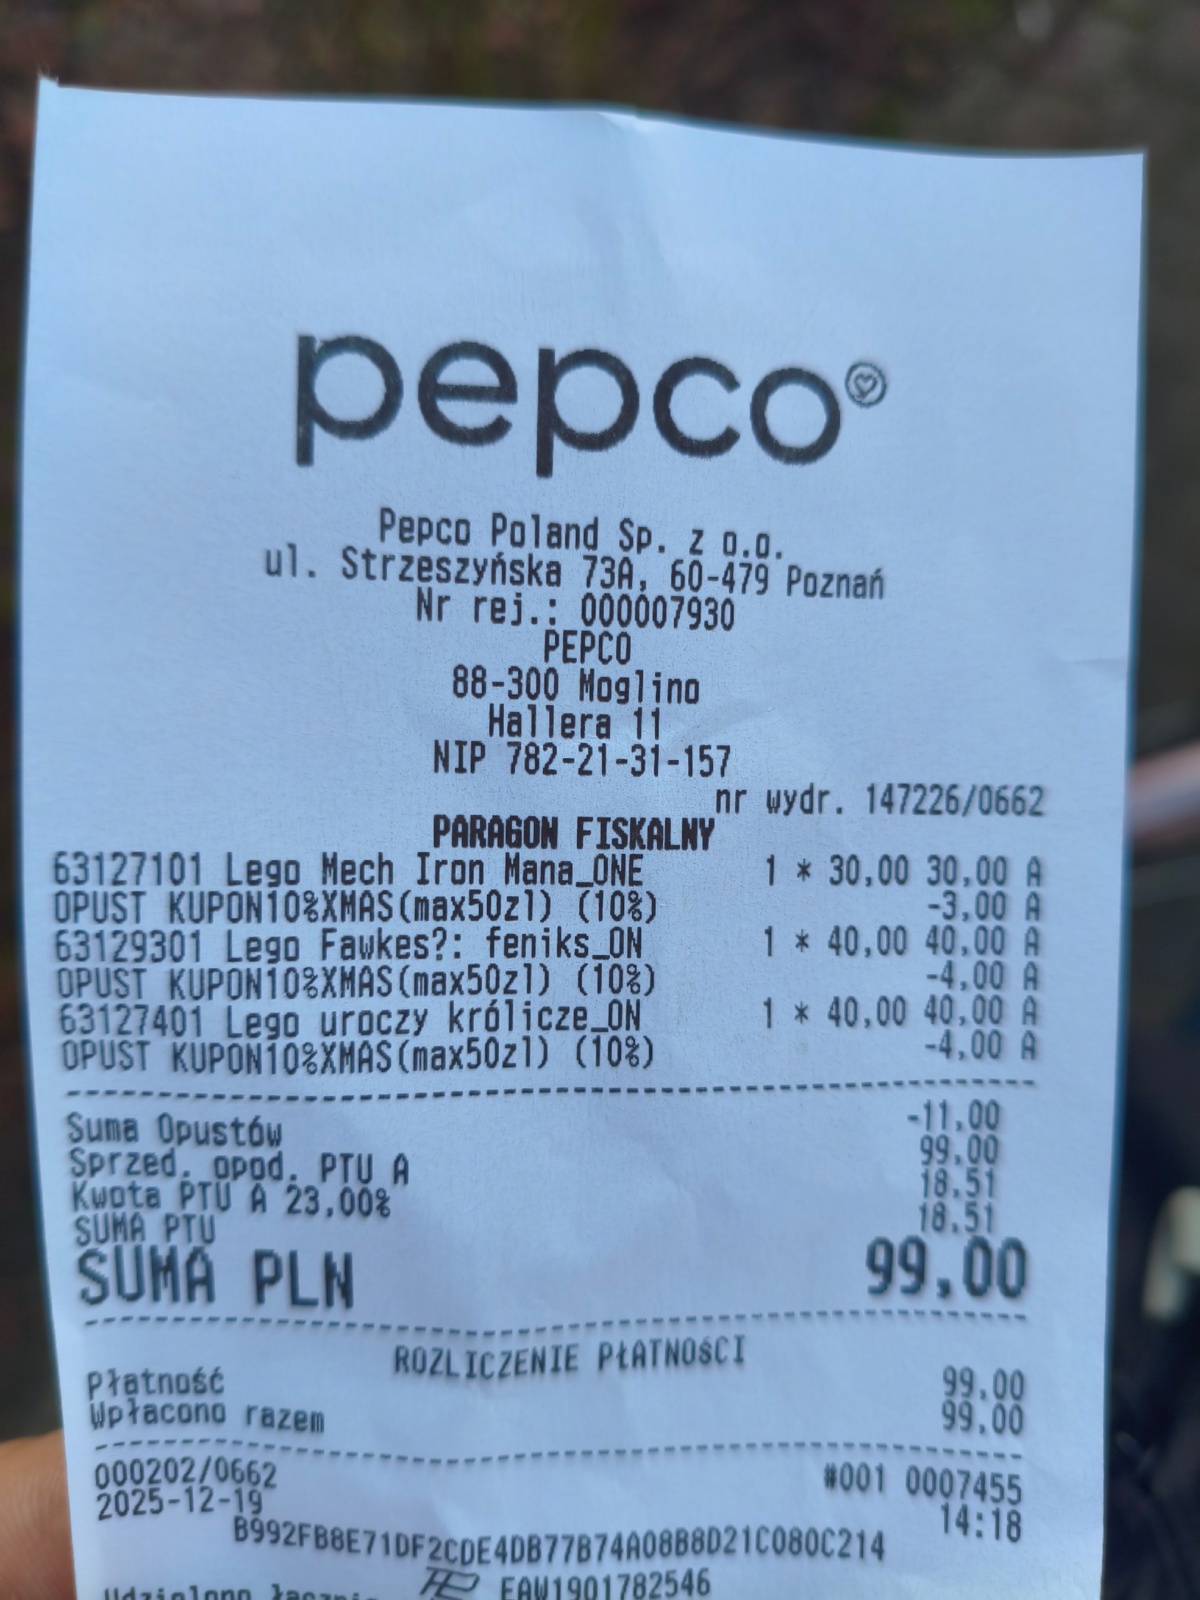 pepco
Pepco Poland Sp. z o.o.
ul. Strzeszyńska 73A, 60-479 Poznań
Nr rej.: 000007930
PEPCO
88-300 Moglino
Hallera 11
NIP 782-21-31-157
nr wydr. 147226/0662
PARAGON FISKALNY
63127101 Lego Mech Iron Mana_ONE 1 * 30,00 30,00 A
OPUST KUPON10%XMAS(max50zl) (10%) -3,00 A
63129301 Lego Fawkes?: feniks_ON 1 * 40,00 40,00 A
OPUST KUPON10%XMAS(max50zl) (10%) -4,00 A
63127401 Lego uroczy królicze_ON 1 * 40,00 40,00 A
OPUST KUPON10%XMAS(max50zl) (10%) -4,00 A
Suma Opustów -11,00
Sprzed. opod. PTU A 99,00
Kwota PTU A 23,00% 18,51
SUMA PTU 18,51
SUMA PLN 99,00
ROZLICZENIE PŁATNOŚCI
Płatność 99,00
Wpłacono razem 99,00
000202/0662 #001 0007455
2025-12-19 14:18
B992FB8E71DF2CDE4DB77B74A08B8D21C080C214
EAW1901782546
Udzielono łącznie